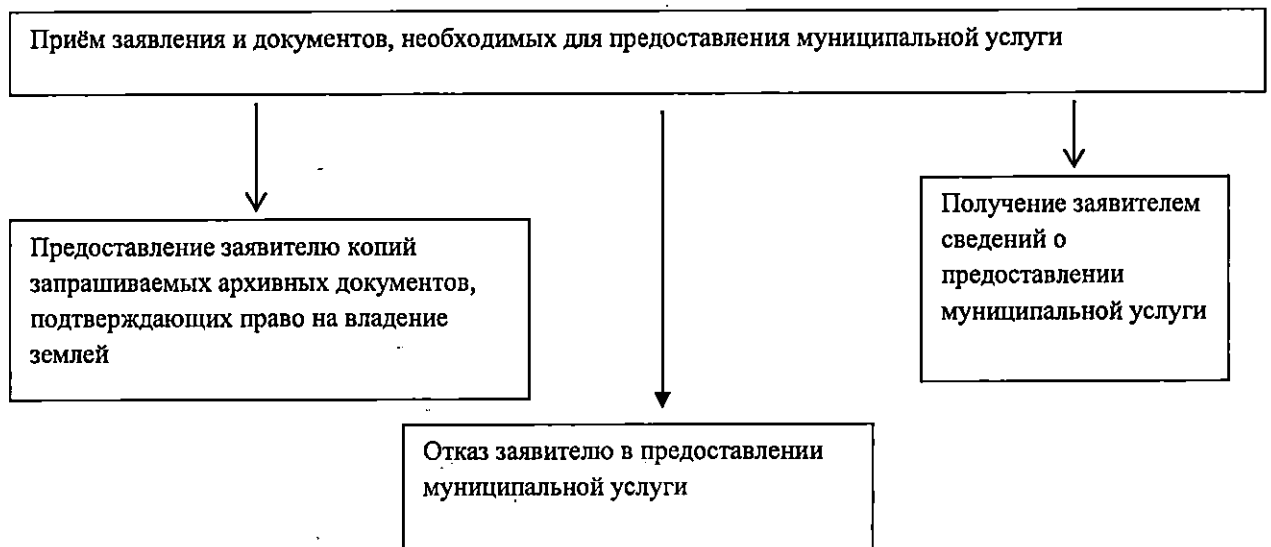 Приём заявления и документов, необходимых для предоставления муниципальной услуги
Предоставление заявителю копий
запрашиваемых архивных документов,
подтверждающих право на владение
землей
Получение заявителем
сведений о
предоставлении
муниципальной услуги
Отказ заявителю в предоставлении
муниципальной услуги